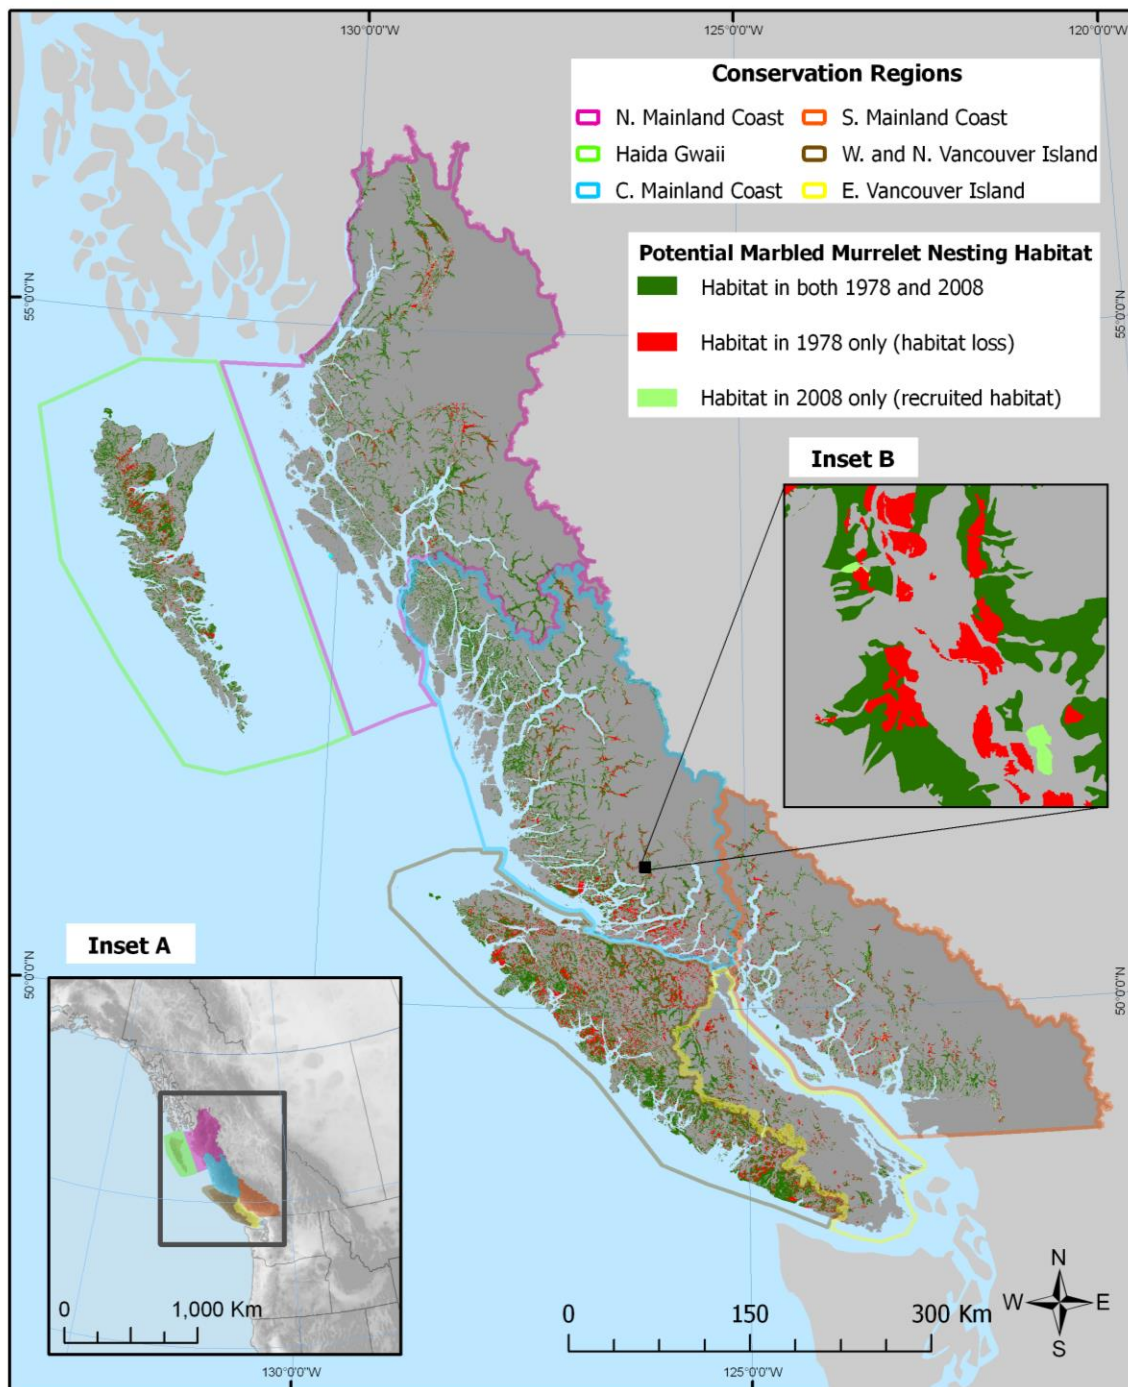 130°0'0"W
125°0'0"W
120°0'0"W
Conservation Regions
N. Mainland Coast
S. Mainland Coast
Haida Gwaii
W. and N. Vancouver Island
C. Mainland Coast
E. Vancouver Island
Potential Marbled Murrelet Nesting Habitat
Habitat in both 1978 and 2008
Habitat in 1978 only (habitat loss)
Habitat in 2008 only (recruited habitat)
55°0'0"N
55°0'0"N
Inset B
Inset A
50°0'0"N
50°0'0"N
0 1,000 Km
0 150 300 Km
N
W E
S
130°0'0"W
125°0'0"W